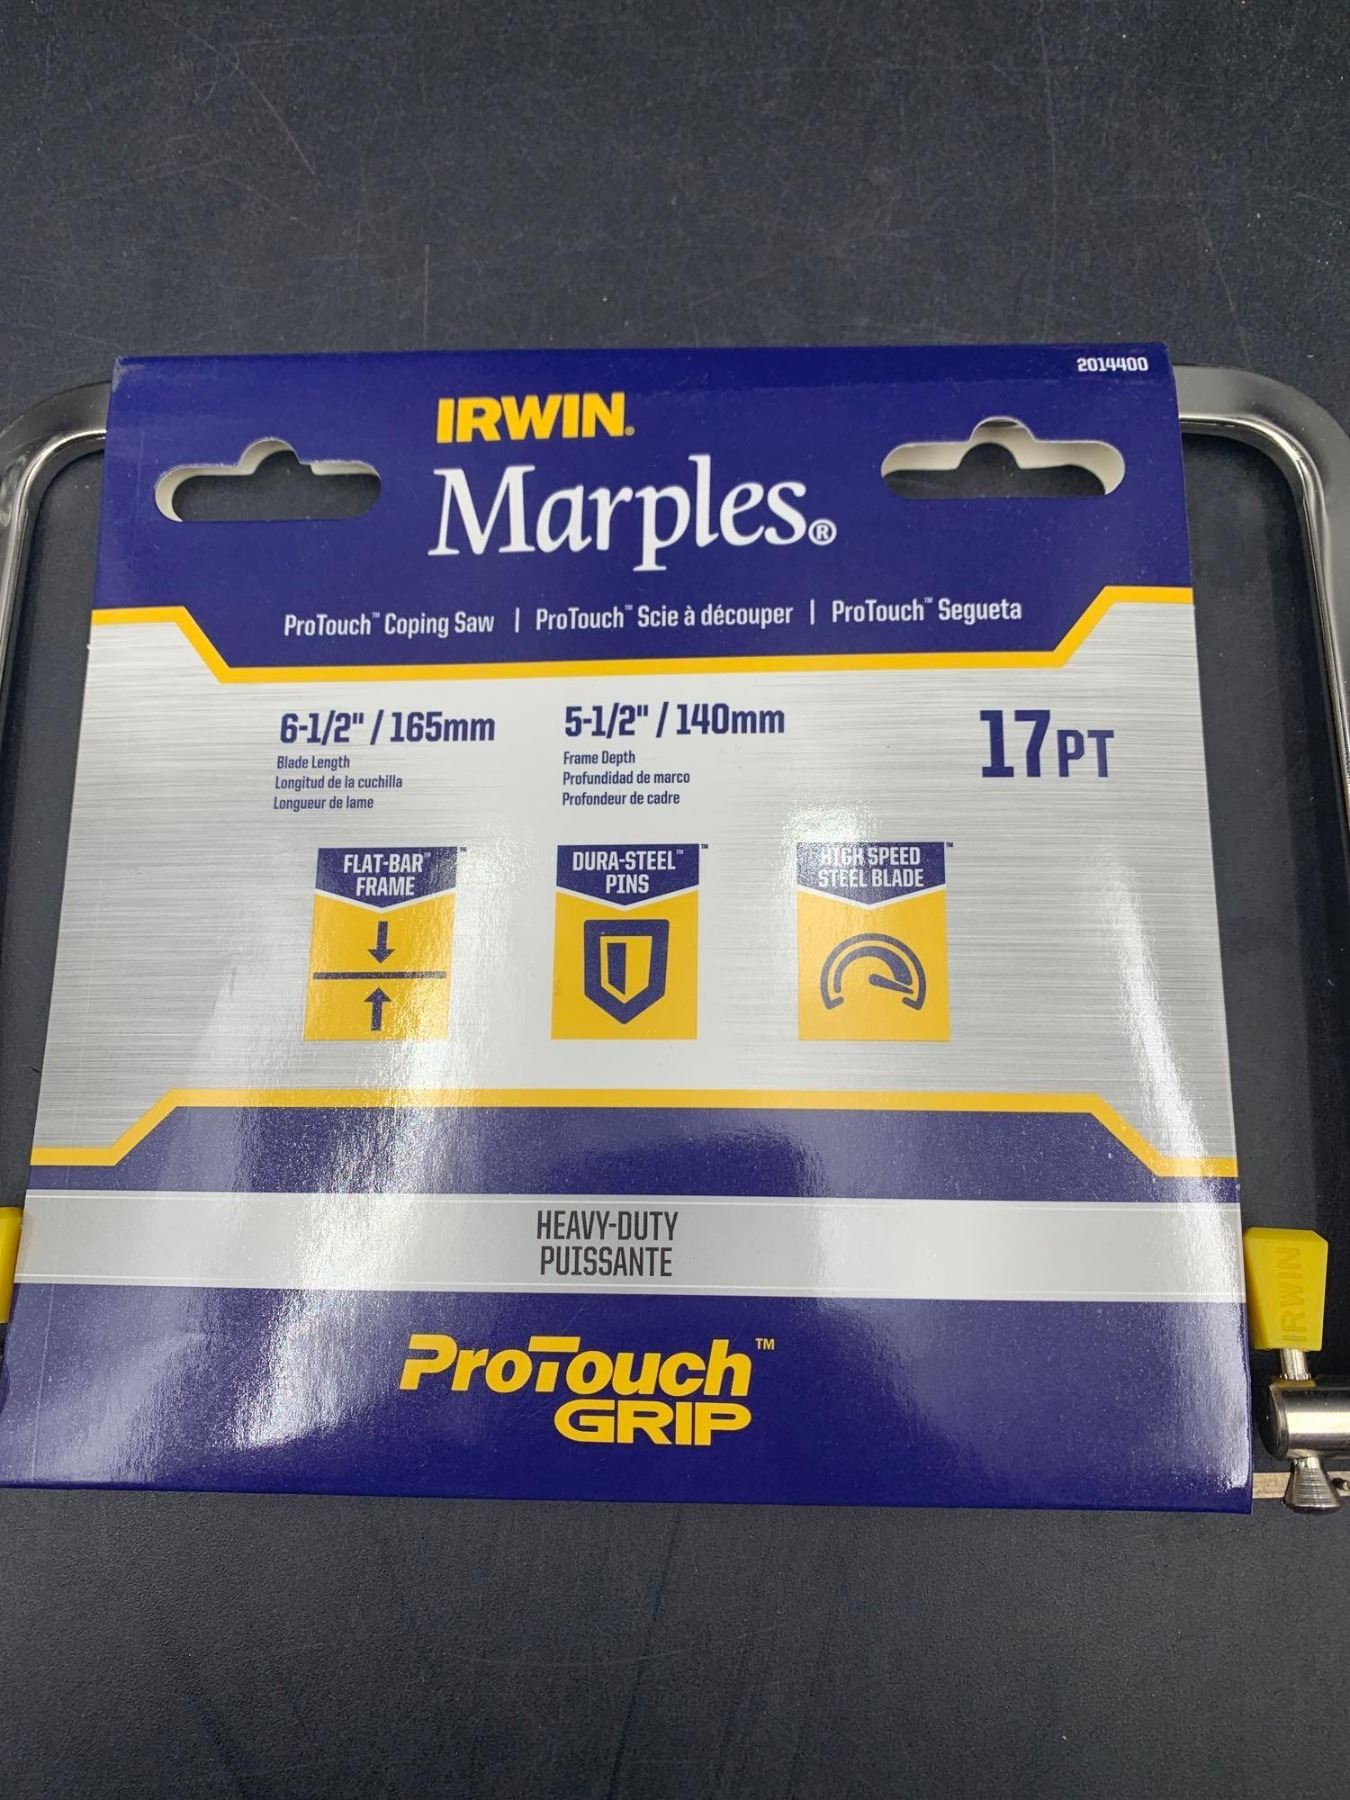 2014400
IRWIN®
Marples®
ProTouch™ Coping Saw | ProTouch™ Scie à découper | ProTouch™ Segueta
6-1/2" / 165mm
Blade Length
Longitud de la cuchilla
Longueur de lame
5-1/2" / 140mm
Frame Depth
Profundidad de marco
Profondeur de cadre
17PT
FLAT-BAR™
FRAME
DURA-STEEL™
PINS
HIGH SPEED
STEEL BLADE
HEAVY-DUTY
PUISSANTE
ProTouch™
GRIP
IRWIN